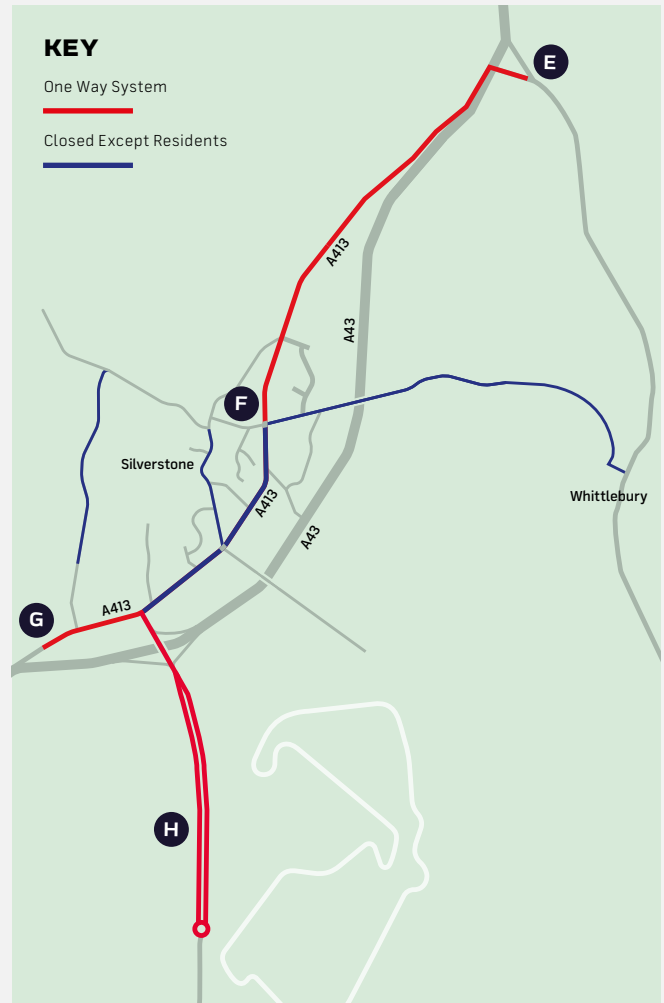 KEY
One Way System
Closed Except Residents
E
A413
A43
F
Silverstone
A413
Whittlebury
A43
A413
G
H